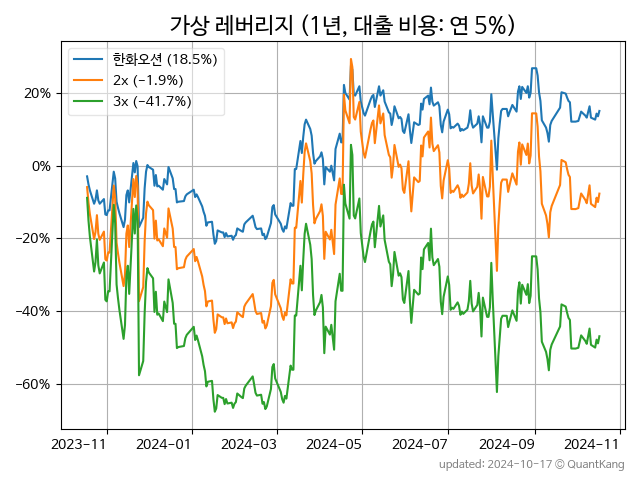 가상 레버리지 (1년, 대출 비용: 연 5%)
한화오션 (18.5%)
2x (−1.9%)
3x (−41.7%)
20%
0%
−20%
−40%
−60%
2023-11 2024-01 2024-03 2024-05 2024-07 2024-09 2024-11
updated: 2024-10-17 © QuantKang